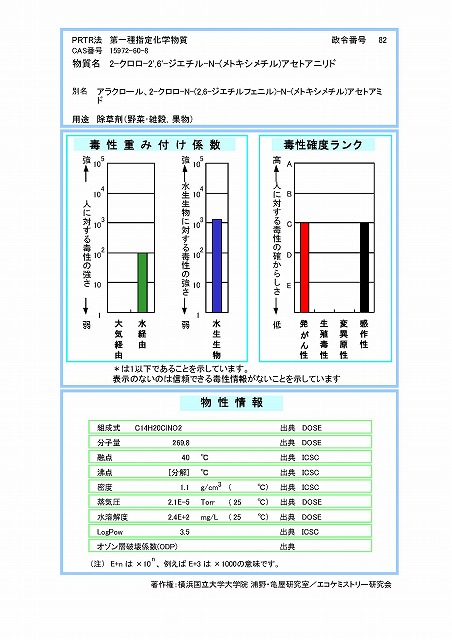 PRTR法 第一種指定化学物質 政令番号 82
CAS番号 15972-60-8
物質名 2-クロロ-2',6'-ジエチル-N-(メトキシメチル)アセトアニリド
別名 アラクロール、2-クロロ-N-(2,6-ジエチルフェニル)-N-(メトキシメチル)アセトアミ
ド
用途 除草剤(野菜・雑穀、果物)
毒性重み付け係数
強
人に対する毒性の強さ
弱
10^5
10^4
10^3
10^2
10
1
大気経由
水経由
強
水生生物に対する毒性の強さ
弱
10^5
10^4
10^3
10^2
10
1
水生生物
毒性確度ランク
高
人に対する毒性の確からしさ
低
A
B
C
D
E
発がん性
生殖毒性
変異原性
感作性
*は1以下であることを示しています。
表示のないのは信頼できる毒性情報がないことを示しています
物性情報
組成式 C14H20ClNO2 出典 DOSE
分子量 269.8 出典 DOSE
融点 40 ℃ 出典 ICSC
沸点 [分解] ℃ 出典 ICSC
密度 1.1 g/cm3 ( ℃) 出典 ICSC
蒸気圧 2.1E-5 Torr (25 ℃) 出典 DOSE
水溶解度 2.4E+2 mg/L (25 ℃) 出典 DOSE
LogPow 3.5 出典 ICSC
オゾン層破壊係数(ODP) 出典
(注) E+n は ×10^n、例えば E+3 は ×1000の意味です。
著作権:横浜国立大学大学院 浦野・亀屋研究室/エコケミストリー研究会